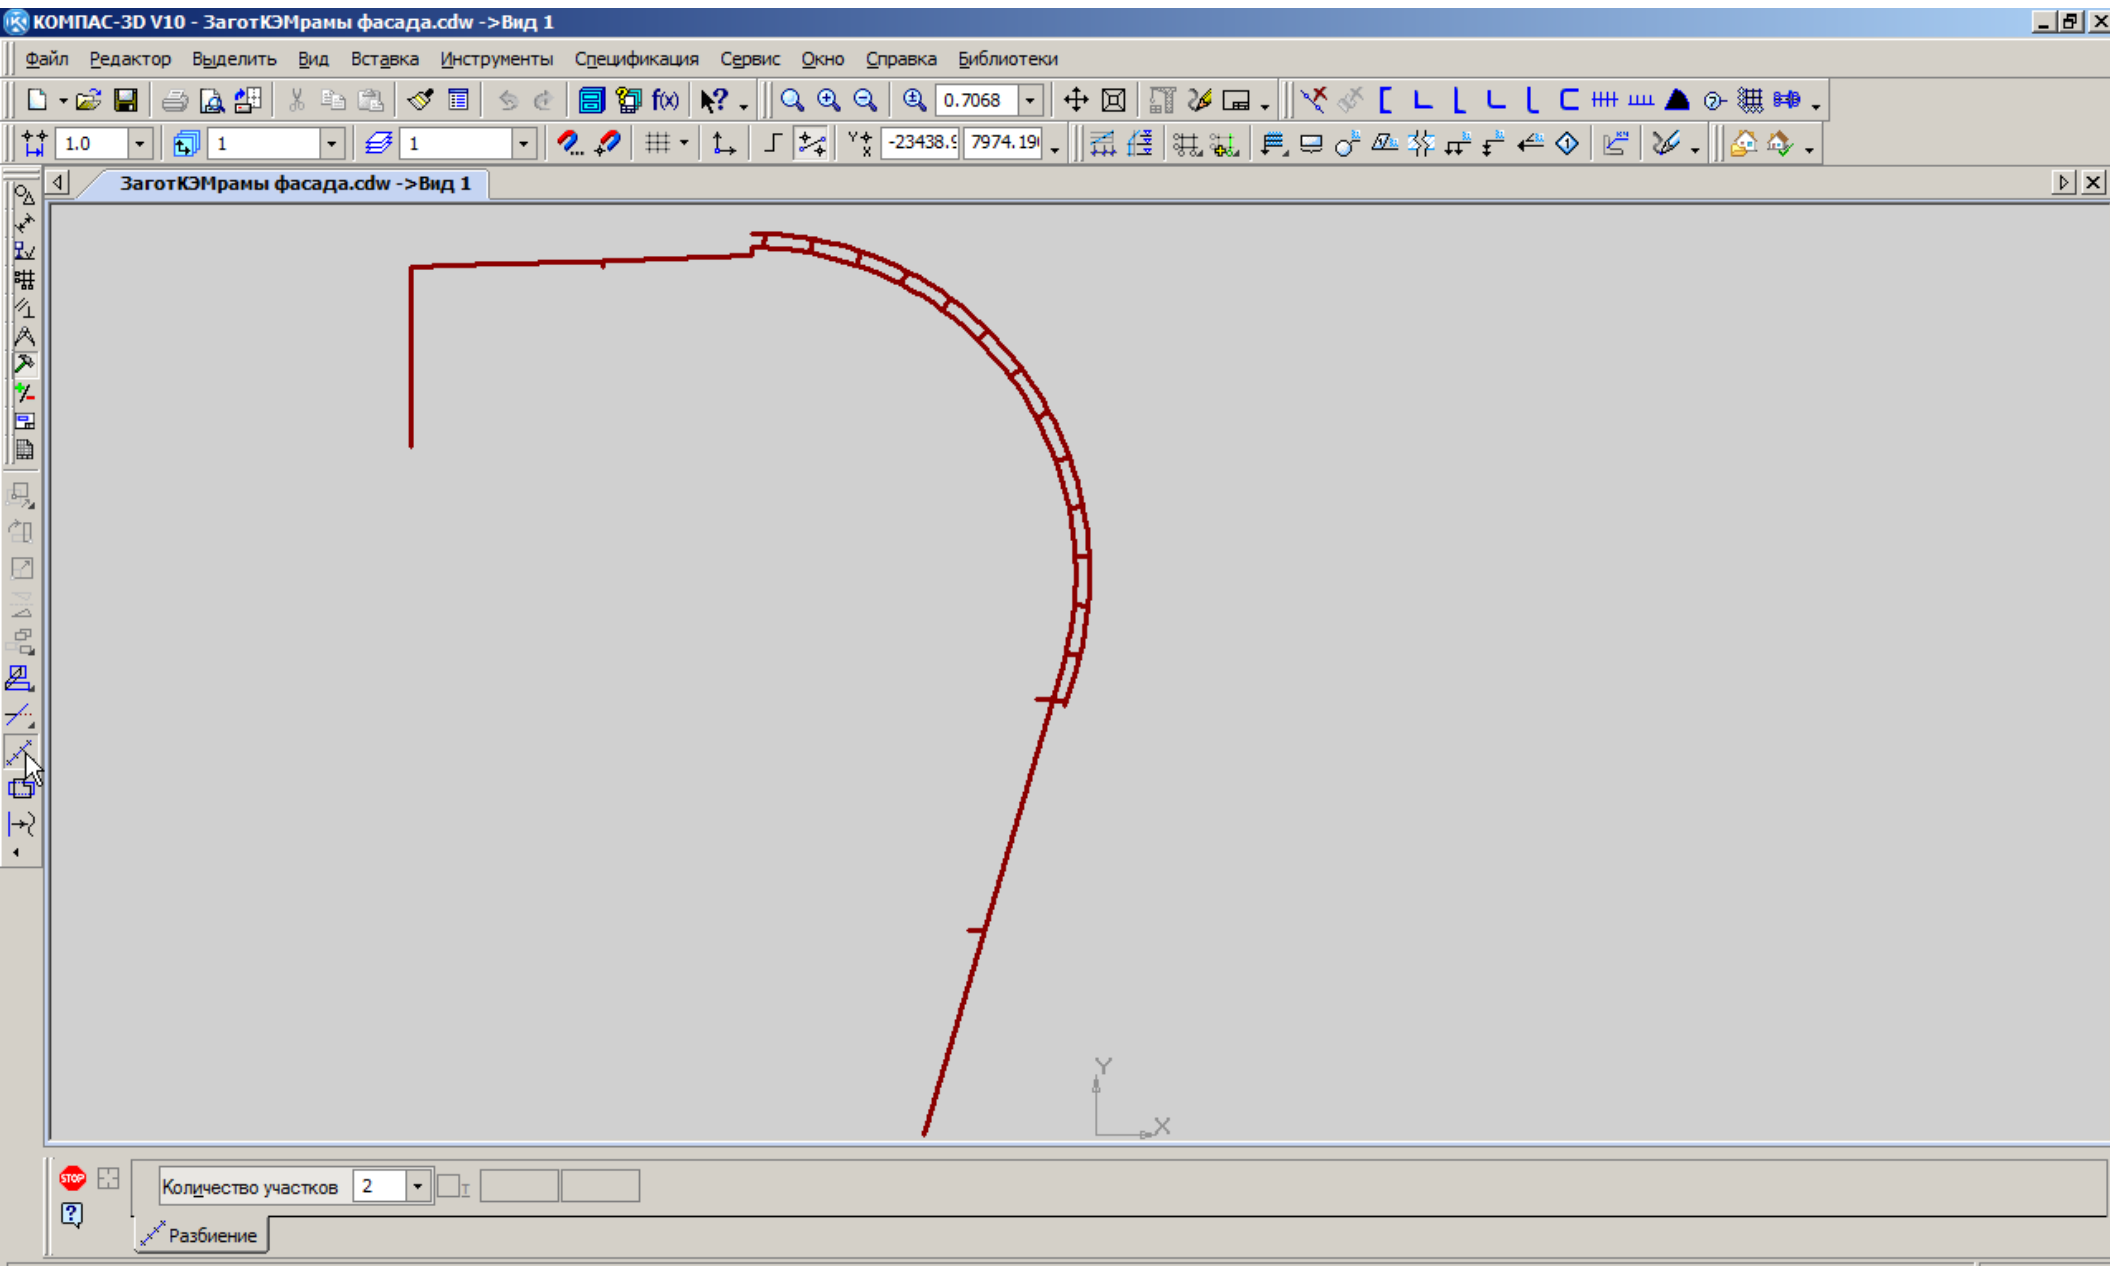 КОМПАС-3D V10 - ЗаготКЭМрамы фасада.cdw ->Вид 1
Файл Редактор Выделить Вид Вставка Инструменты Спецификация Сервис Окно Справка Библиотеки
f(x) 0.7068
1.0 1 1 -23438.9 7974.19
ЗаготКЭМрамы фасада.cdw ->Вид 1
Y
X
STOP Количество участков 2
Разбиение